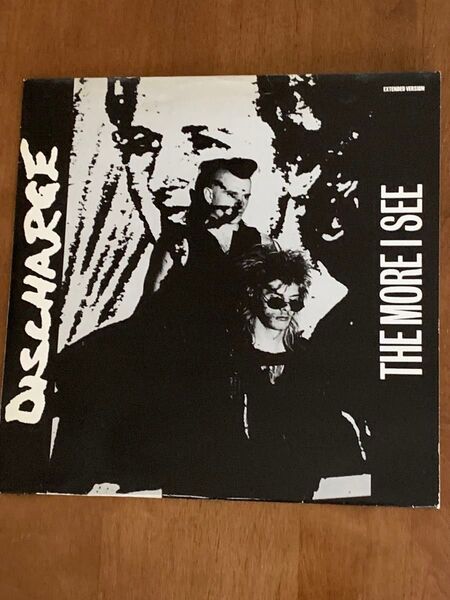 DISCHARGE
EXTENDED VERSION
THE MORE I SEE